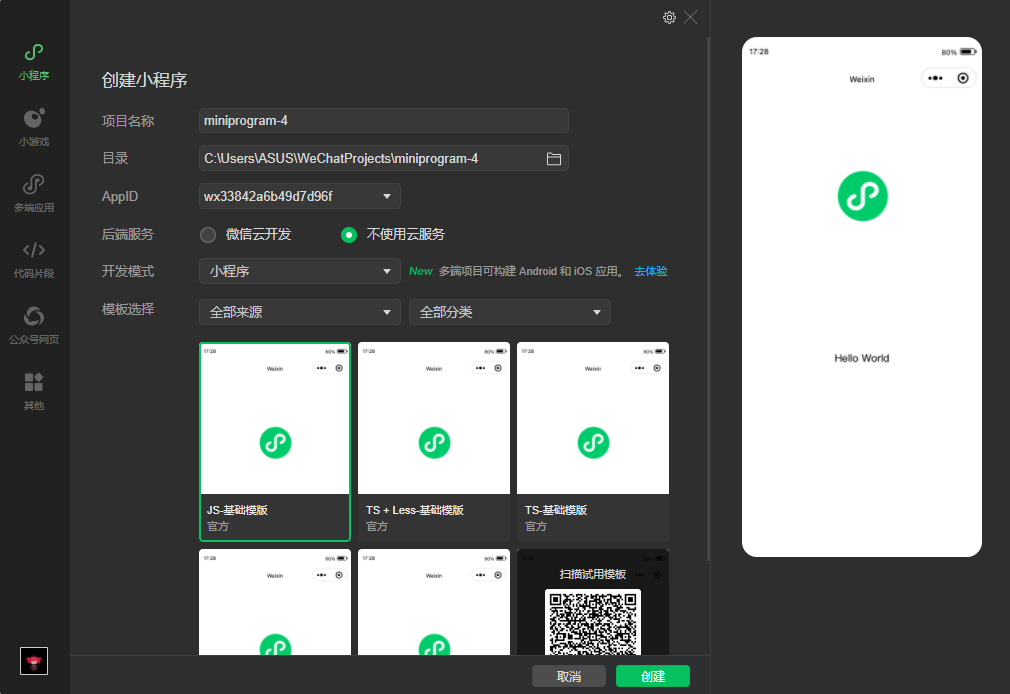 小程序
小游戏
多端应用
代码片段
公众号网页
其他
创建小程序
项目名称
miniprogram-4
目录
C:\Users\ASUS\WeChatProjects\miniprogram-4
AppID
wx33842a6b49d7d96f
后端服务
微信云开发
不使用云服务
开发模式
小程序
New 多端项目可构建 Android 和 iOS 应用。 去体验
模板选择
全部来源
全部分类
17:28 80%
Weixin
JS-基础模版
官方
17:28 80%
Weixin
TS + Less-基础模版
官方
17:28 80%
Weixin
TS-基础模版
官方
17:28 80%
Weixin
17:28 80%
Weixin
扫描试用模板
取消
创建
17:28 80%
Weixin
Hello World